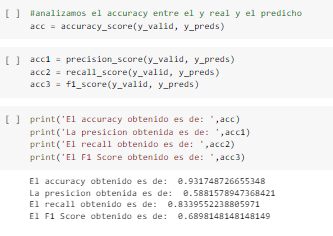 [ ] #analizamos el accuracy entre el y real y el predicho
acc = accuracy_score(y_valid, y_preds)
[ ] acc1 = precision_score(y_valid, y_preds)
acc2 = recall_score(y_valid, y_preds)
acc3 = f1_score(y_valid, y_preds)
[ ] print('El accuracy obtenido es de: ',acc)
print('La presicion obtenida es de: ',acc1)
print('El recall obtenido es de: ',acc2)
print('El F1 Score obtenido es de: ',acc3)
El accuracy obtenido es de:  0.931748726655348
La presicion obtenida es de:  0.5881578947368421
El recall obtenido es de:  0.8339552238805971
El F1 Score obtenido es de:  0.6898148148148149